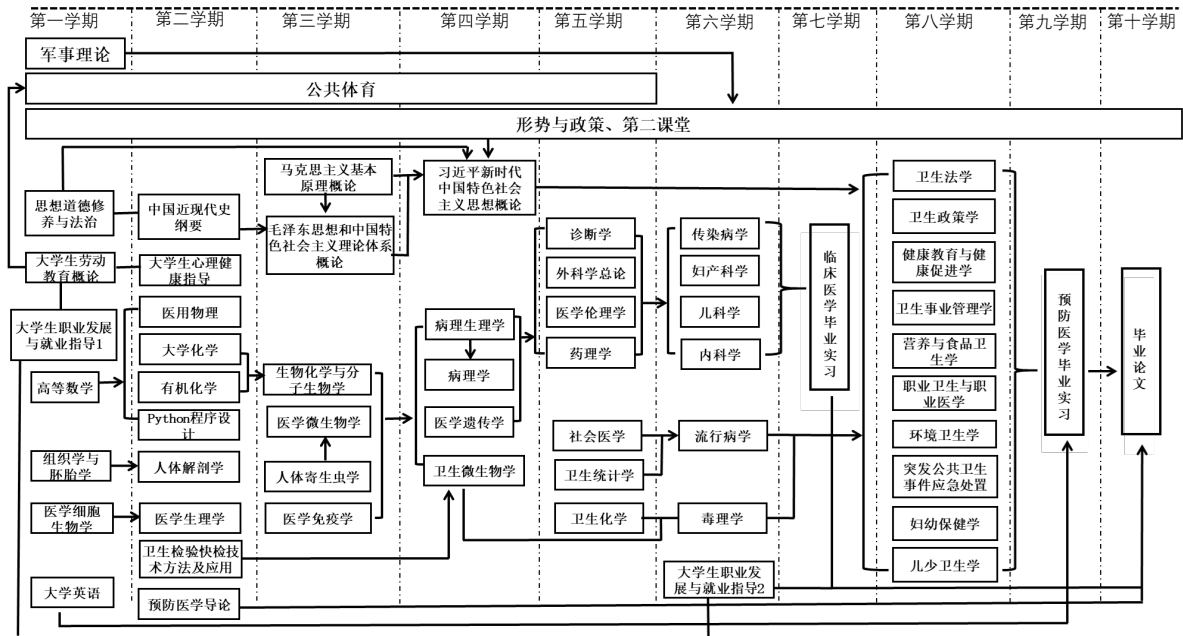 第一学期
第二学期
第三学期
第四学期
第五学期
第六学期
第七学期
第八学期
第九学期
第十学期
军事理论
公共体育
形势与政策、第二课堂
思想道德修
养与法治
大学生劳动
教育概论
大学生职业发展
与就业指导1
高等数学
组织学与
胚胎学
医学细胞
生物学
大学英语
中国近现代史
纲要
大学生心理健
康指导
医用物理
大学化学
有机化学
Python程序设
计
人体解剖学
医学生理学
卫生检验快检技
术方法及应用
预防医学导论
马克思主义基本
原理概论
毛泽东思想和中国特
色社会主义理论体系
概论
生物化学与分
子生物学
医学微生物学
人体寄生虫学
医学免疫学
习近平新时代
中国特色社会
主义思想概论
病理生理学
病理学
医学遗传学
卫生微生物学
诊断学
外科学总论
医学伦理学
药理学
社会医学
卫生统计学
卫生化学
传染病学
妇产科学
儿科学
内科学
流行病学
毒理学
大学生职业发
展与就业指导2
临床医学毕业实习
卫生法学
卫生政策学
健康教育与健
康促进学
卫生事业管理学
营养与食品卫
生学
职业卫生与职
业医学
环境卫生学
突发公共卫生
事件应急处置
妇幼保健学
儿少卫生学
预防医学毕业实习
毕业论文